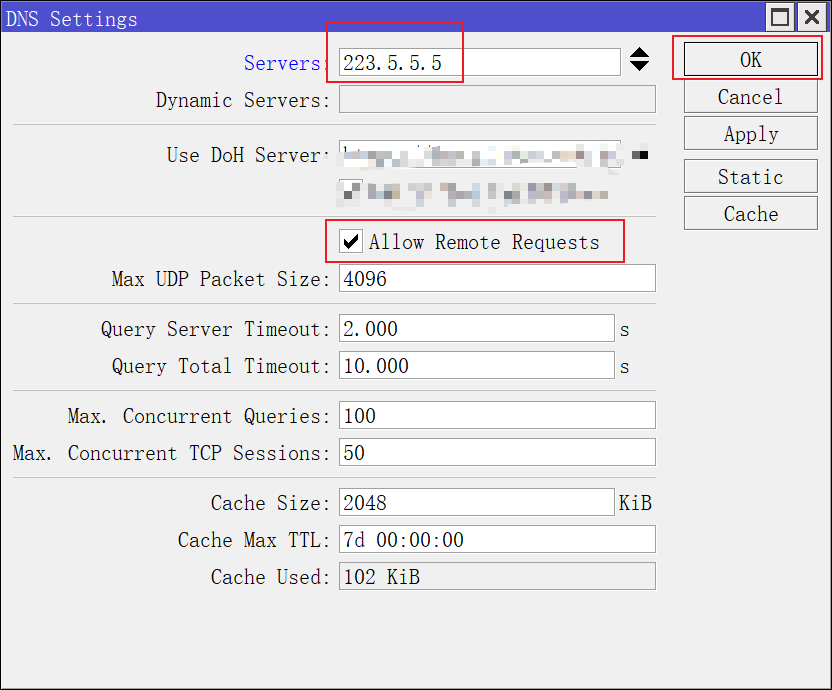 DNS Settings
Servers: 223.5.5.5
OK
Dynamic Servers:
Cancel
Apply
Use DoH Server:
Static
Cache
Allow Remote Requests
Max UDP Packet Size: 4096
Query Server Timeout: 2.000 s
Query Total Timeout: 10.000 s
Max. Concurrent Queries: 100
Max. Concurrent TCP Sessions: 50
Cache Size: 2048 KiB
Cache Max TTL: 7d 00:00:00
Cache Used: 102 KiB